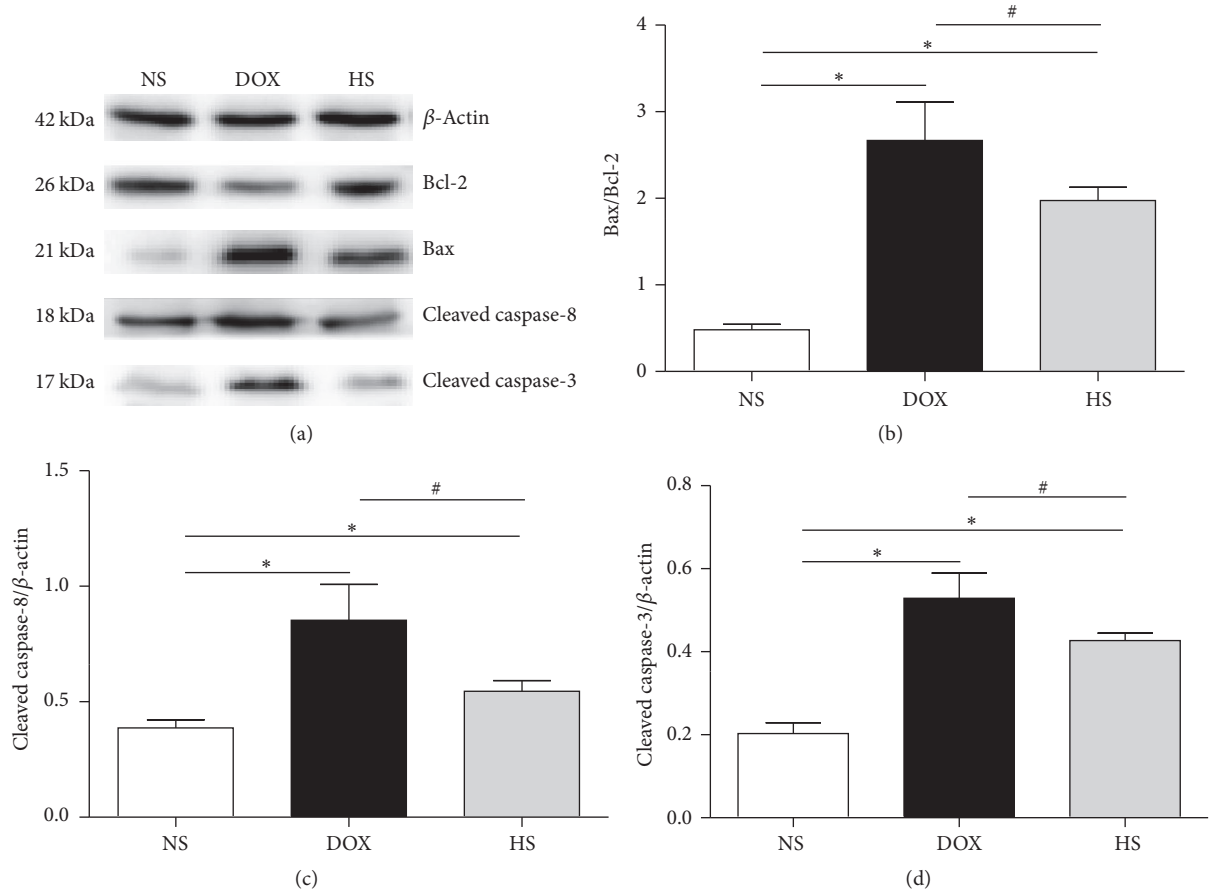 NS DOX HS
42 kDa β-Actin
26 kDa Bcl-2
21 kDa Bax
18 kDa Cleaved caspase-8
17 kDa Cleaved caspase-3
(a)
Bax/Bcl-2
4
3
2
1
0
#
*
*
NS DOX HS
(b)
Cleaved caspase-8/β-actin
1.5
1.0
0.5
0.0
#
*
*
NS DOX HS
(c)
Cleaved caspase-3/β-actin
0.8
0.6
0.4
0.2
0.0
#
*
*
NS DOX HS
(d)